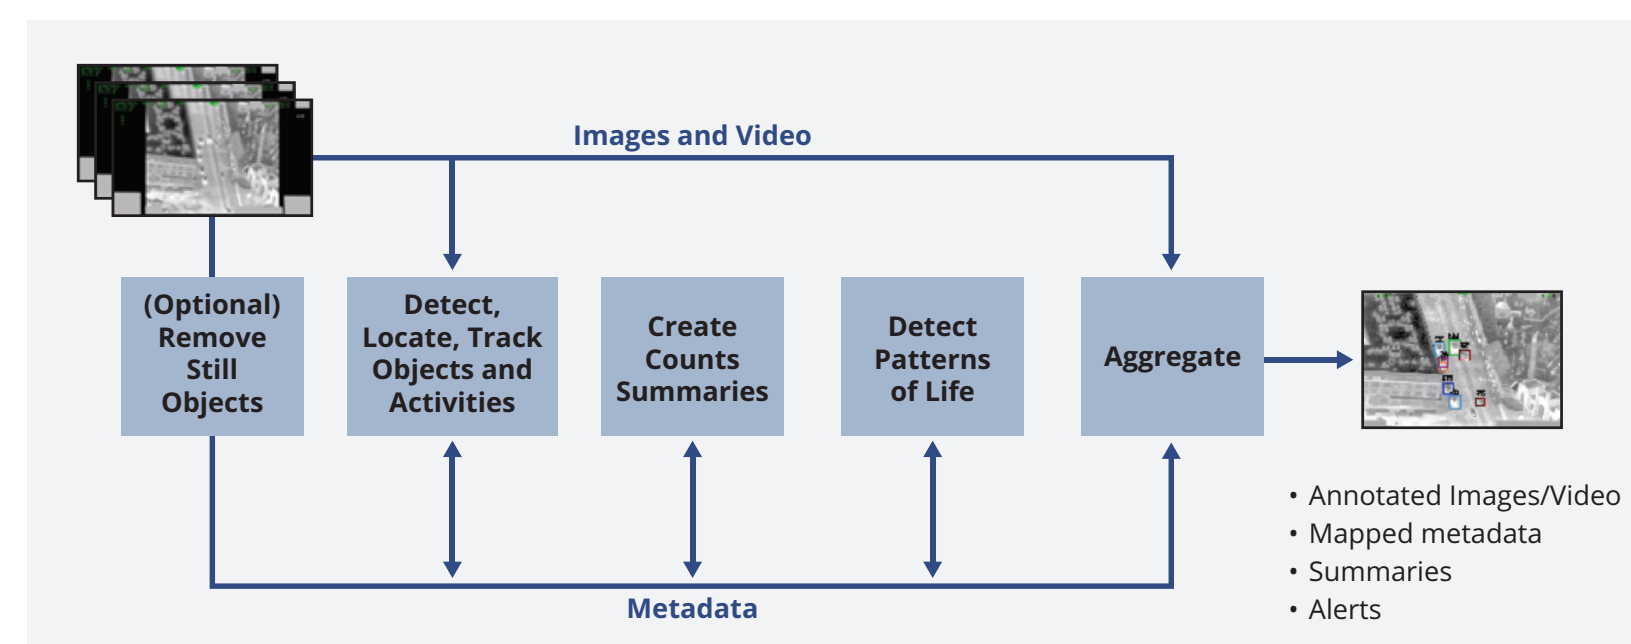 Images and Video
(Optional)
Remove
Still
Objects
Detect,
Locate, Track
Objects and
Activities
Create
Counts
Summaries
Detect
Patterns
of Life
Aggregate
Metadata
• Annotated Images/Video
• Mapped metadata
• Summaries
• Alerts